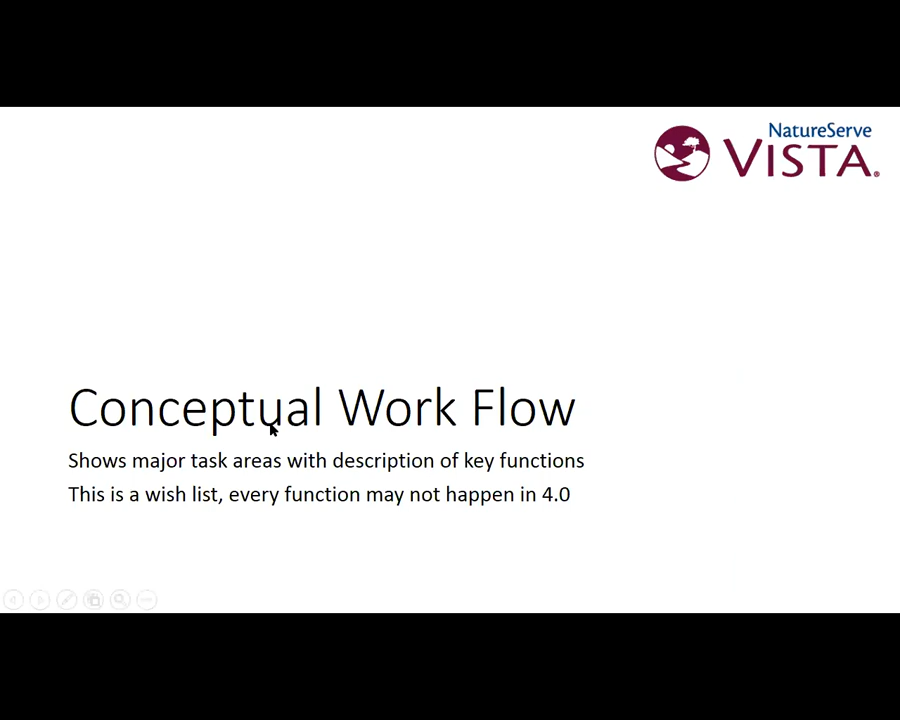 NatureServe
VISTA®
Conceptual Work Flow
Shows major task areas with description of key functions
This is a wish list, every function may not happen in 4.0